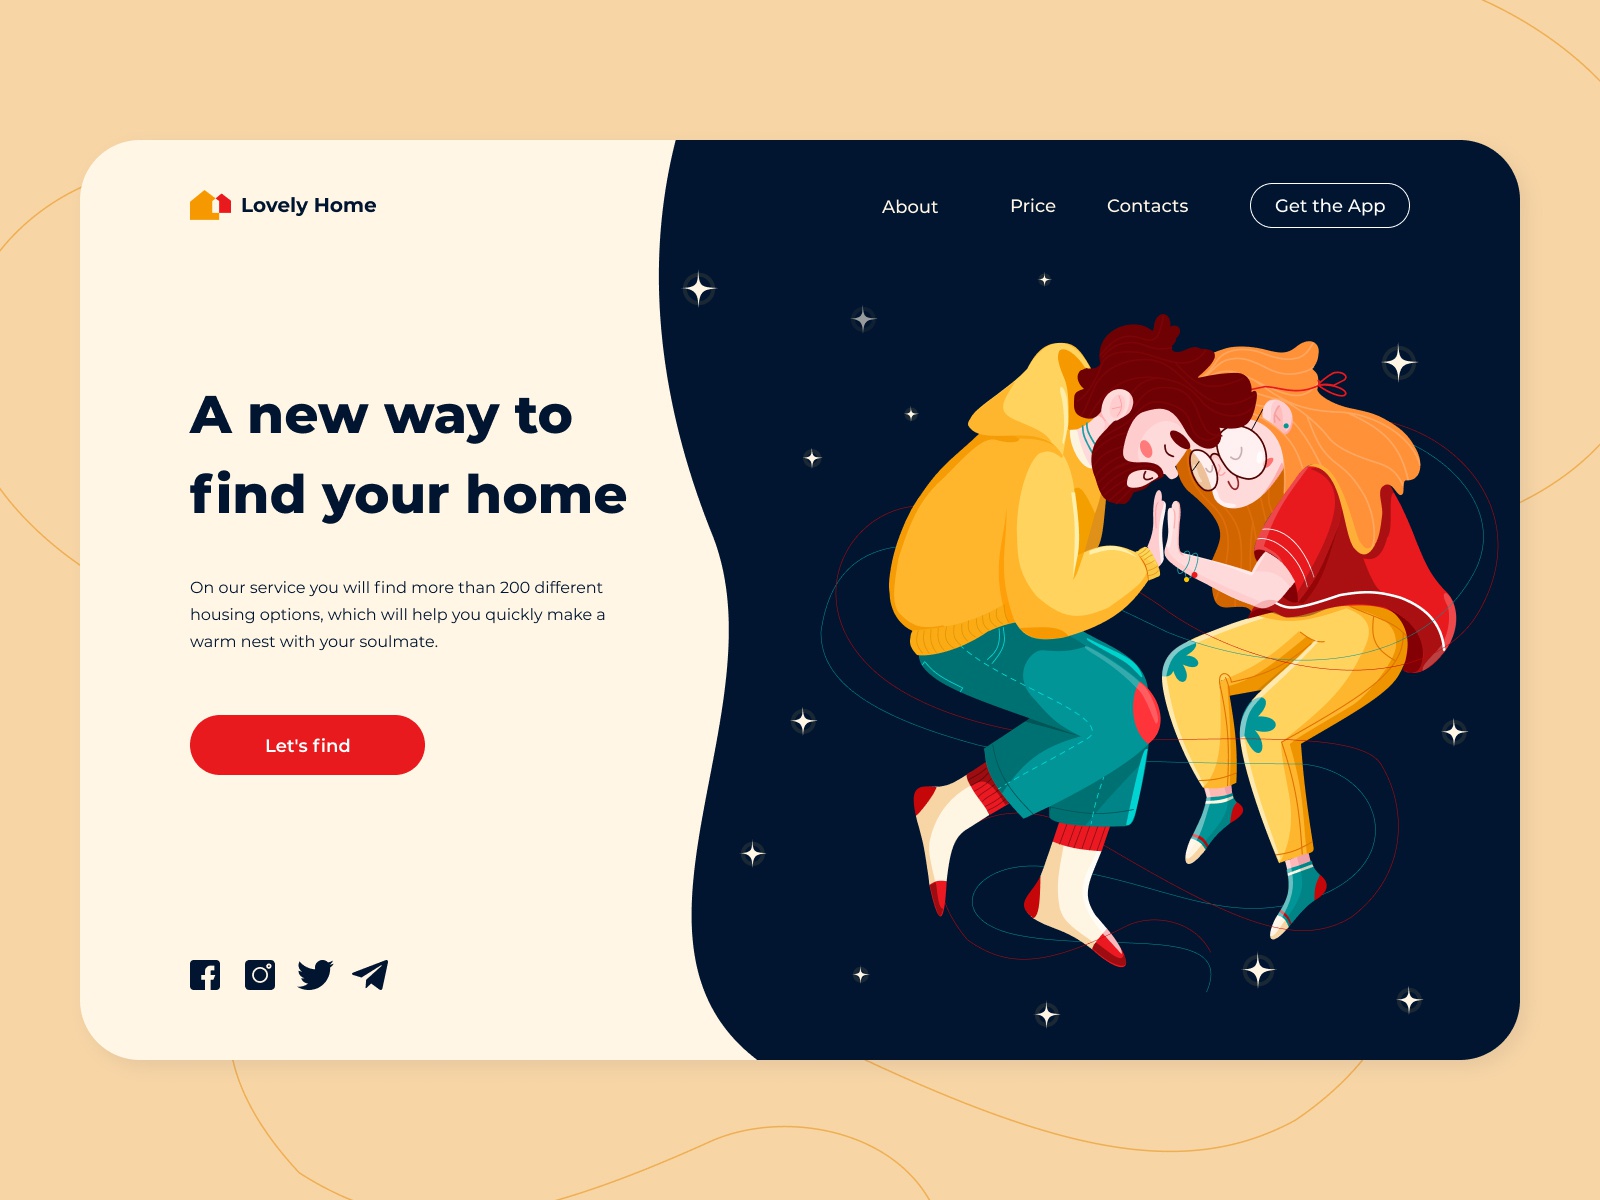 Lovely Home
About
Price
Contacts
Get the App
A new way to
find your home
On our service you will find more than 200 different
housing options, which will help you quickly make a
warm nest with your soulmate.
Let's find